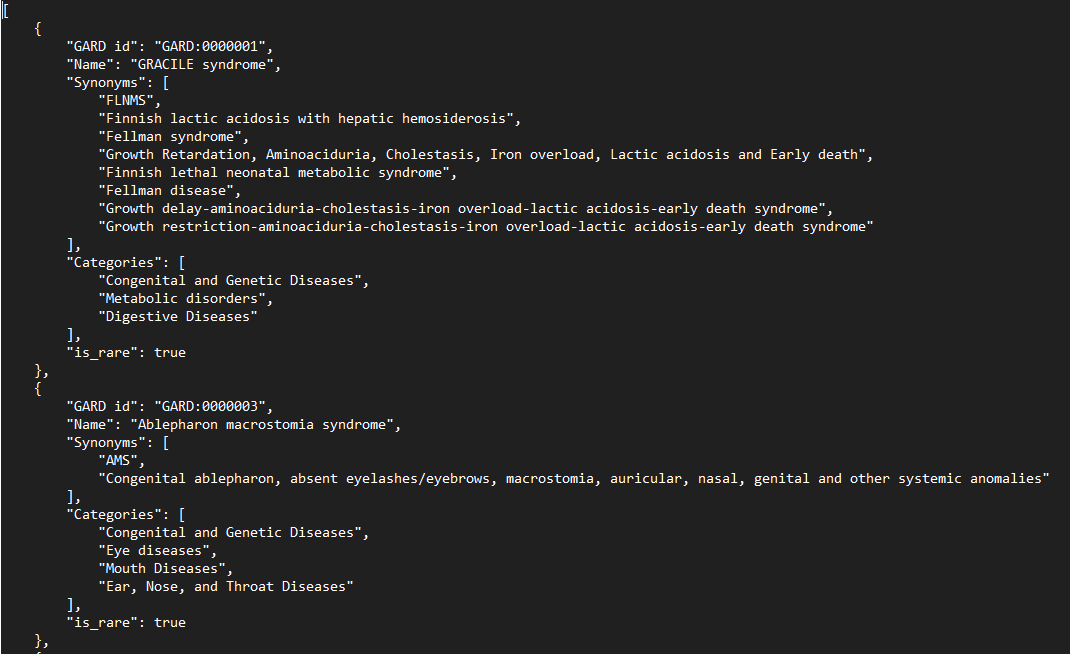 [
    {
        "GARD id": "GARD:0000001",
        "Name": "GRACILE syndrome",
        "Synonyms": [
            "FLNMS",
            "Finnish lactic acidosis with hepatic hemosiderosis",
            "Fellman syndrome",
            "Growth Retardation, Aminoaciduria, Cholestasis, Iron overload, Lactic acidosis and Early death",
            "Finnish lethal neonatal metabolic syndrome",
            "Fellman disease",
            "Growth delay-aminoaciduria-cholestasis-iron overload-lactic acidosis-early death syndrome",
            "Growth restriction-aminoaciduria-cholestasis-iron overload-lactic acidosis-early death syndrome"
        ],
        "Categories": [
            "Congenital and Genetic Diseases",
            "Metabolic disorders",
            "Digestive Diseases"
        ],
        "is_rare": true
    },
    {
        "GARD id": "GARD:0000003",
        "Name": "Ablepharon macrostomia syndrome",
        "Synonyms": [
            "AMS",
            "Congenital ablepharon, absent eyelashes/eyebrows, macrostomia, auricular, nasal, genital and other systemic anomalies"
        ],
        "Categories": [
            "Congenital and Genetic Diseases",
            "Eye diseases",
            "Mouth Diseases",
            "Ear, Nose, and Throat Diseases"
        ],
        "is_rare": true
    },